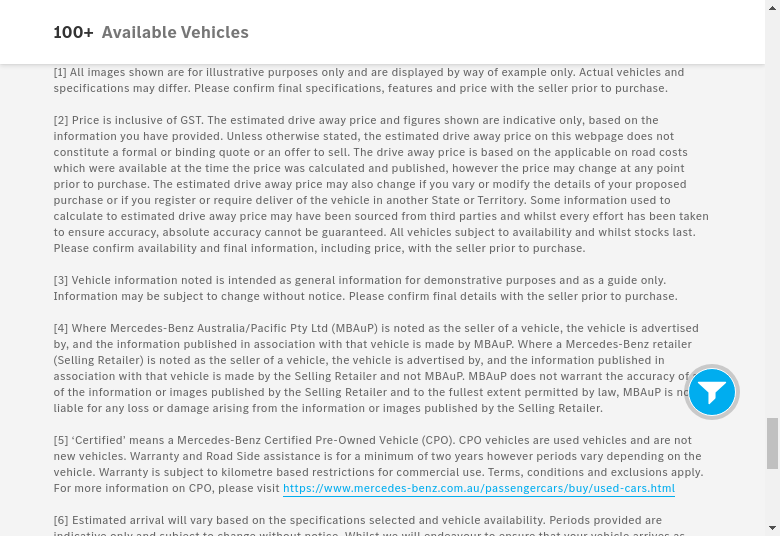 100+ Available Vehicles
[1] All images shown are for illustrative purposes only and are displayed by way of example only. Actual vehicles and
specifications may differ. Please confirm final specifications, features and price with the seller prior to purchase.
[2] Price is inclusive of GST. The estimated drive away price and figures shown are indicative only, based on the
information you have provided. Unless otherwise stated, the estimated drive away price on this webpage does not
constitute a formal or binding quote or an offer to sell. The drive away price is based on the applicable on road costs
which were available at the time the price was calculated and published, however the price may change at any point
prior to purchase. The estimated drive away price may also change if you vary or modify the details of your proposed
purchase or if you register or require deliver of the vehicle in another State or Territory. Some information used to
calculate to estimated drive away price may have been sourced from third parties and whilst every effort has been taken
to ensure accuracy, absolute accuracy cannot be guaranteed. All vehicles subject to availability and whilst stocks last.
Please confirm availability and final information, including price, with the seller prior to purchase.
[3] Vehicle information noted is intended as general information for demonstrative purposes and as a guide only.
Information may be subject to change without notice. Please confirm final details with the seller prior to purchase.
[4] Where Mercedes-Benz Australia/Pacific Pty Ltd (MBAuP) is noted as the seller of a vehicle, the vehicle is advertised
by, and the information published in association with that vehicle is made by MBAuP. Where a Mercedes-Benz retailer
(Selling Retailer) is noted as the seller of a vehicle, the vehicle is advertised by, and the information published in
association with that vehicle is made by the Selling Retailer and not MBAuP. MBAuP does not warrant the accuracy of
of the information or images published by the Selling Retailer and to the fullest extent permitted by law, MBAuP is
liable for any loss or damage arising from the information or images published by the Selling Retailer.
[5] ‘Certified’ means a Mercedes-Benz Certified Pre-Owned Vehicle (CPO). CPO vehicles are used vehicles and are not
new vehicles. Warranty and Road Side assistance is for a minimum of two years however periods vary depending on the
vehicle. Warranty is subject to kilometre based restrictions for commercial use. Terms, conditions and exclusions apply.
For more information on CPO, please visit https://www.mercedes-benz.com.au/passengercars/buy/used-cars.html
[6] Estimated arrival will vary based on the specifications selected and vehicle availability. Periods provided are
indicative only and subject to change without notice. Whilst we will endeavour to ensure that your vehicle arrives as